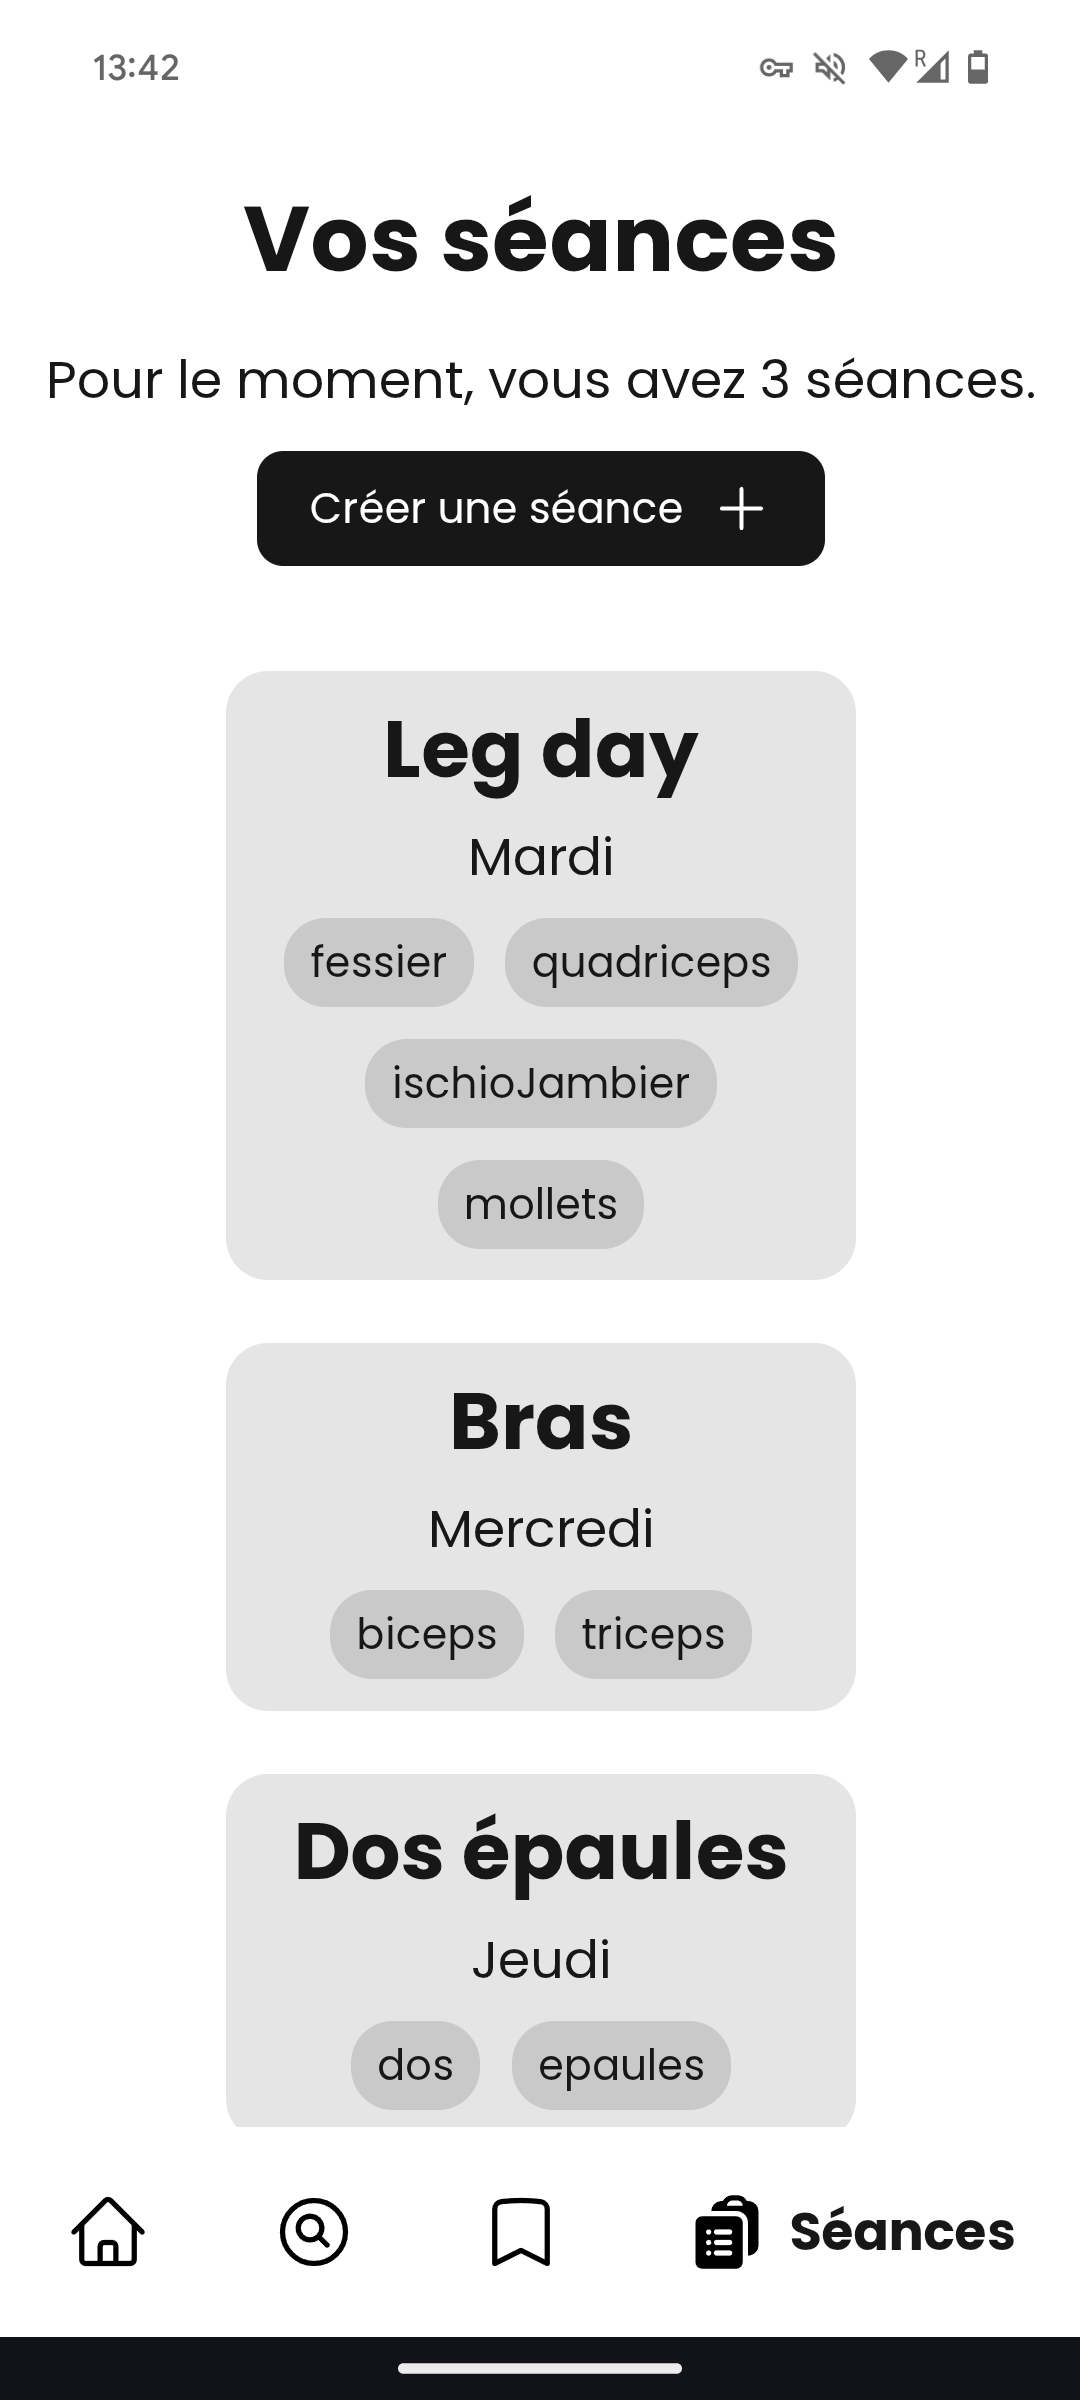 13:42
R
Vos séances
Pour le moment, vous avez 3 séances.
Créer une séance
Leg day
Mardi
fessier quadriceps
ischioJambier
mollets
Bras
Mercredi
biceps triceps
Dos épaules
Jeudi
dos epaules
Séances